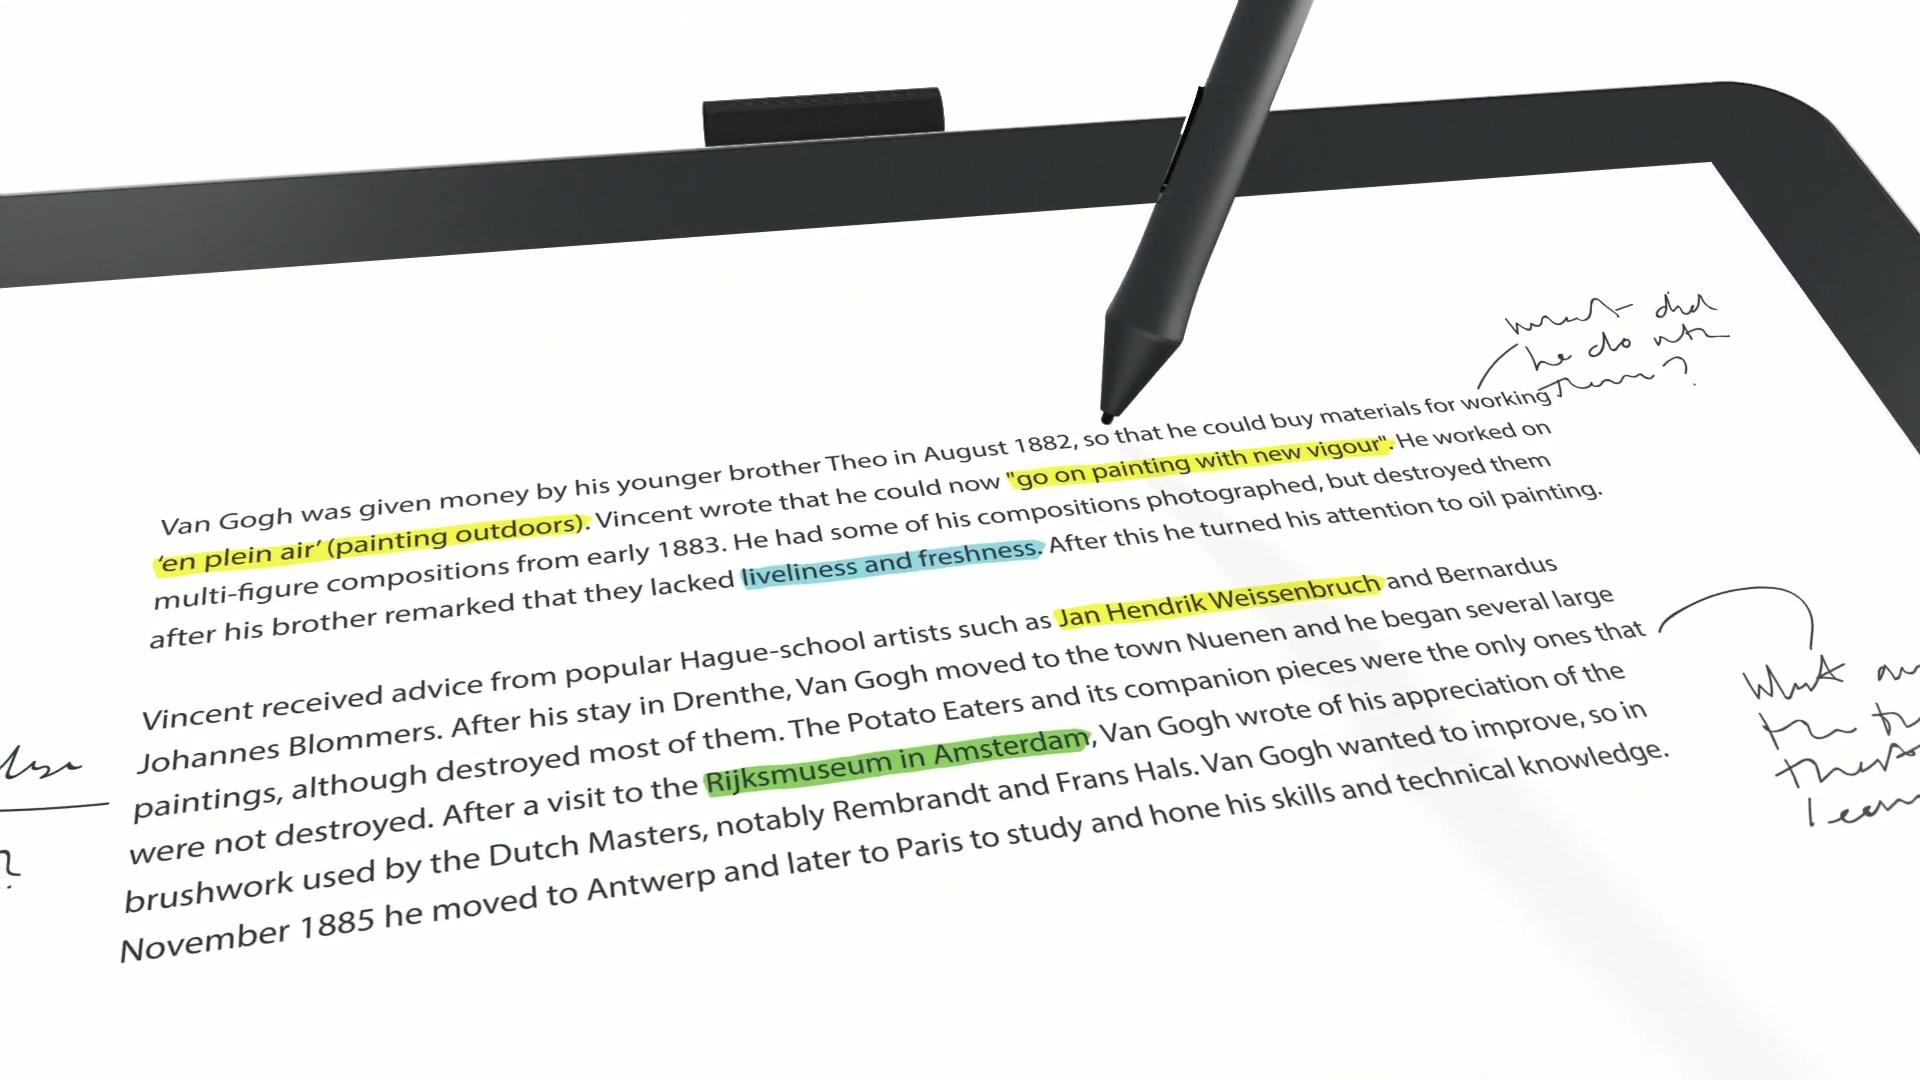 what did
he do with
them?
Van Gogh was given money by his younger brother Theo in August 1882, so that he could buy materials for working
‘en plein air’ (painting outdoors). Vincent wrote that he could now "go on painting with new vigour". He worked on
multi-figure compositions from early 1883. He had some of his compositions photographed, but destroyed them
after his brother remarked that they lacked liveliness and freshness. After this he turned his attention to oil painting.
Vincent received advice from popular Hague-school artists such as Jan Hendrik Weissenbruch and Bernardus
Johannes Blommers. After his stay in Drenthe, Van Gogh moved to the town Nuenen and he began several large
paintings, although destroyed most of them. The Potato Eaters and its companion pieces were the only ones that
were not destroyed. After a visit to the Rijksmuseum in Amsterdam, Van Gogh wrote of his appreciation of the
brushwork used by the Dutch Masters, notably Rembrandt and Frans Hals. Van Gogh wanted to improve, so in
November 1885 he moved to Antwerp and later to Paris to study and hone his skills and technical knowledge.
What
the
?